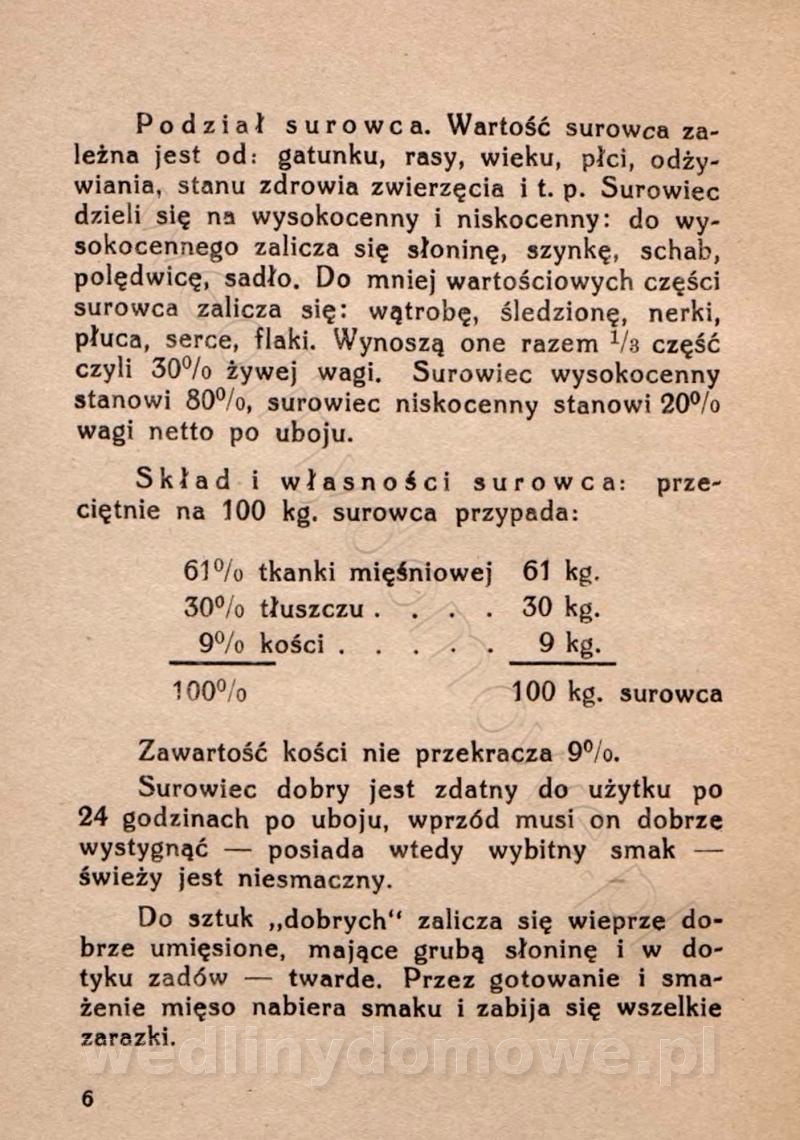 Podział surowca. Wartość surowca za-
leżna jest od: gatunku, rasy, wieku, płci, odży-
wiania, stanu zdrowia zwierzęcia i t. p. Surowiec
dzieli się na wysokocenny i niskocenny: do wy-
sokocennego zalicza się słoninę, szynkę, schab,
polędwicę, sadło. Do mniej wartościowych części
surowca zalicza się: wątrobę, śledzionę, nerki,
płuca, serce, flaki. Wynoszą one razem 1/3 część
czyli 30% żywej wagi. Surowiec wysokocenny
stanowi 80%, surowiec niskocenny stanowi 20%
wagi netto po uboju.
Skład i własności surowca: prze-
ciętnie na 100 kg. surowca przypada:
61% tkanki mięśniowej 61 kg.
30% tłuszczu . . . . 30 kg.
9% kości . . . . . 9 kg.
100% 100 kg. surowca
Zawartość kości nie przekracza 9%.
Surowiec dobry jest zdatny do użytku po
24 godzinach po uboju, wprzód musi on dobrze
wystygnąć — posiada wtedy wybitny smak —
świeży jest niesmaczny.
Do sztuk „dobrych" zalicza się wieprze do-
brze umięsione, mające grubą słoninę i w do-
tyku zadów — twarde. Przez gotowanie i sma-
żenie mięso nabiera smaku i zabija się wszelkie
zarazki.
wedlinydomowe.pl
6